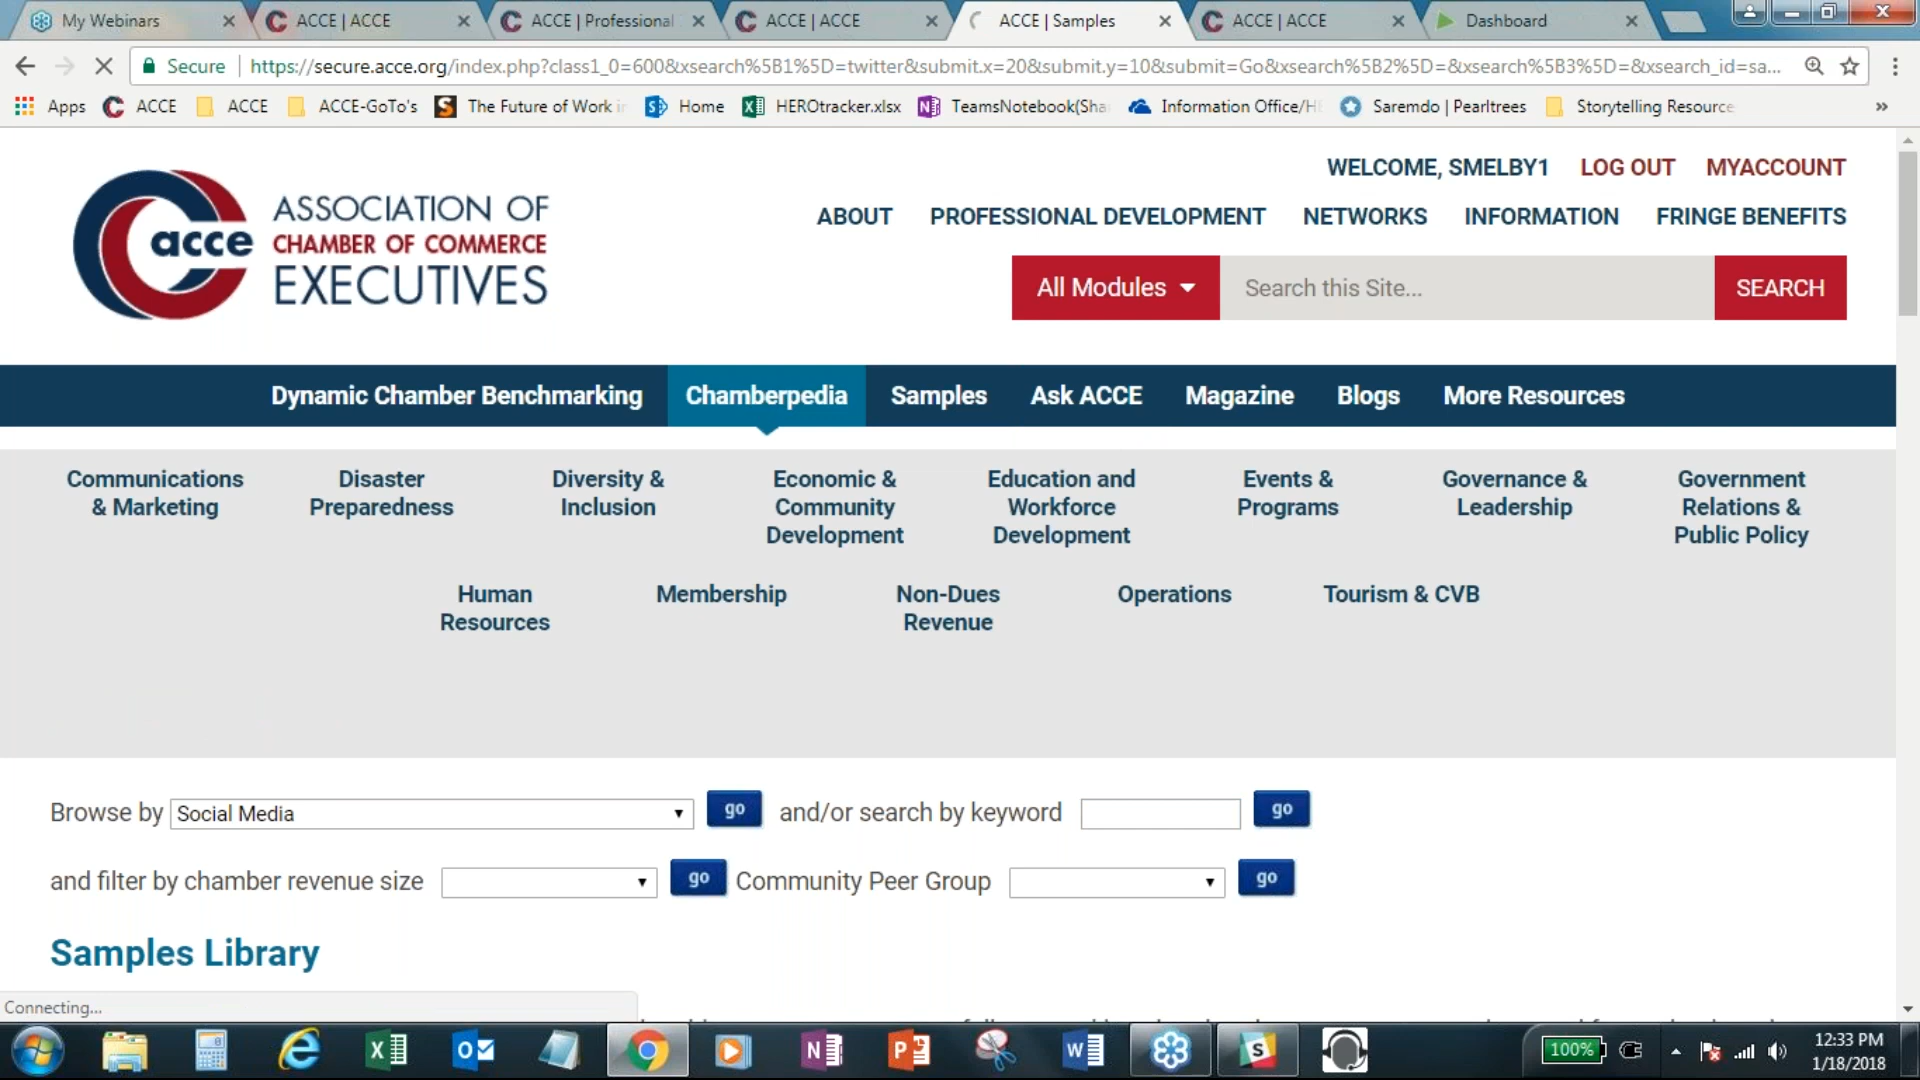 My Webinars ACCE | ACCE ACCE | Professional ACCE | ACCE ACCE | Samples ACCE | ACCE Dashboard
Secure https://secure.acce.org/index.php?class1_0=600&xsearch%5B1%5D=twitter&submit.x=20&submit.y=10&submit=Go&xsearch%5B2%5D=&xsearch%5B3%5D=&xsearch_id=sa...
Apps ACCE ACCE ACCE-GoTo's The Future of Work in Home HEROtracker.xlsx TeamsNotebook(Sha Information Office/H Saremdo | Pearltrees Storytelling Resource
WELCOME, SMELBY1 LOG OUT MYACCOUNT
acce
ASSOCIATION OF
CHAMBER OF COMMERCE
EXECUTIVES
ABOUT PROFESSIONAL DEVELOPMENT NETWORKS INFORMATION FRINGE BENEFITS
All Modules Search this Site... SEARCH
Dynamic Chamber Benchmarking Chamberpedia Samples Ask ACCE Magazine Blogs More Resources
Communications
& Marketing
Disaster
Preparedness
Diversity &
Inclusion
Economic &
Community
Development
Education and
Workforce
Development
Events &
Programs
Governance &
Leadership
Government
Relations &
Public Policy
Human
Resources
Membership
Non-Dues
Revenue
Operations
Tourism & CVB
Browse by Social Media go and/or search by keyword go
and filter by chamber revenue size go Community Peer Group go
Samples Library
Connecting...
100%
12:33 PM
1/18/2018